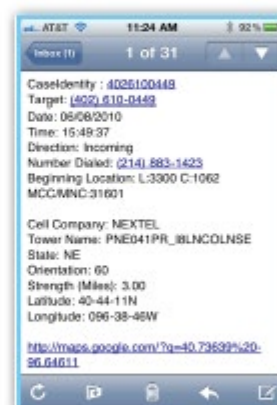 AT&T 11:24 AM 92%
Inbox (1) 1 of 31
CaseIdentity : 4026100449
Target: (402) 610-0449
Date: 06/08/2010
Time: 15:49:37
Direction: Incoming
Number Dialed: (214) 883-1423
Beginning Location: L:3300 C:1062
MCC/MNC:31601
Cell Company: NEXTEL
Tower Name: PNE041PR_I8LNCOLNSE
State: NE
Orientation: 60
Strength (Miles): 3.00
Latitude: 40-44-11N
Longitude: 096-38-46W
http://maps.google.com/?q=40.73639%20-
96.64611